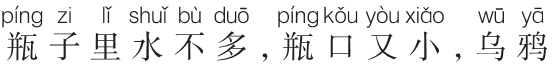 píng zi lǐ shuǐ bù duō píng kǒu yòu xiǎo wū yā
瓶子里水不多，瓶口又小，乌鸦